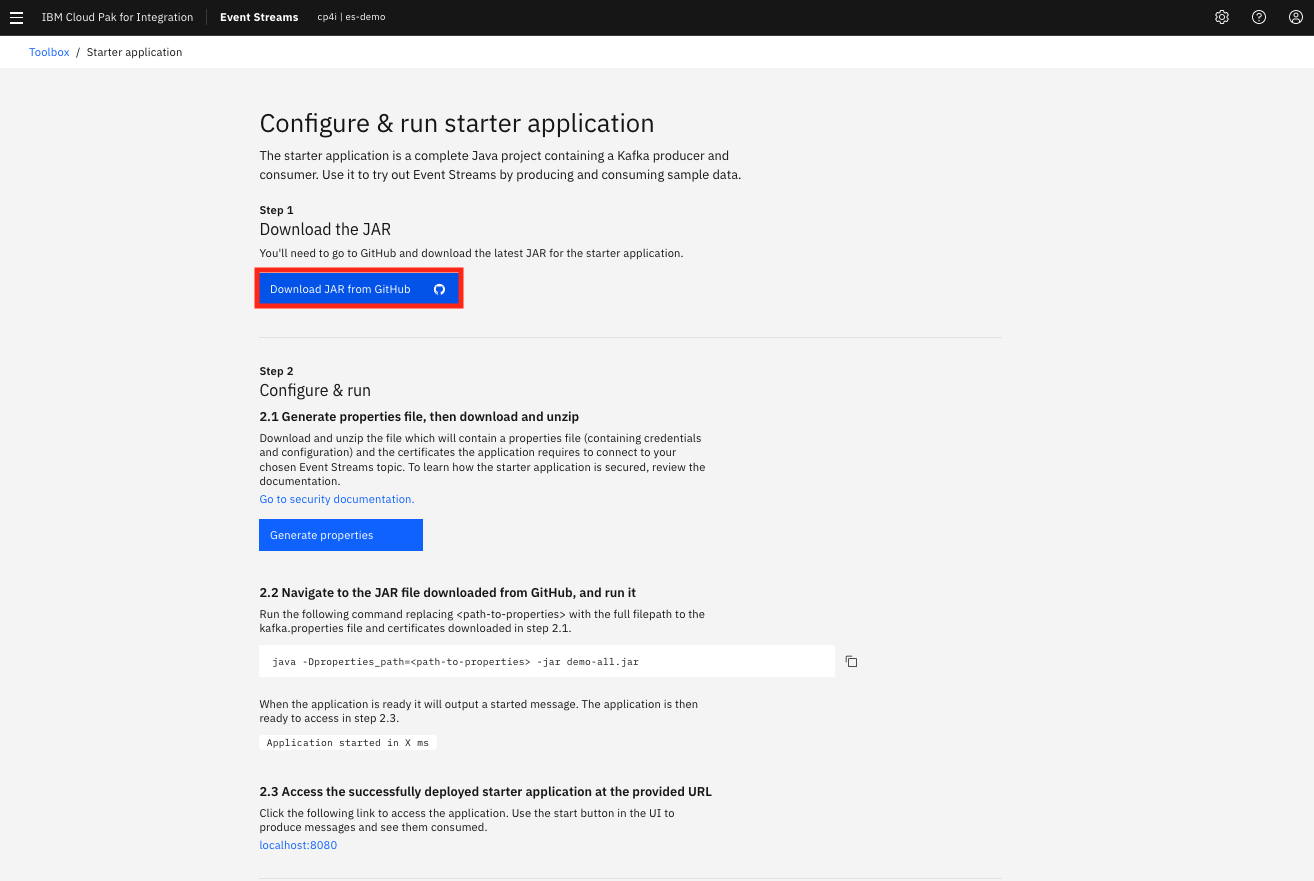 IBM Cloud Pak for Integration Event Streams cp4i | es-demo
Toolbox / Starter application
Configure & run starter application
The starter application is a complete Java project containing a Kafka producer and
consumer. Use it to try out Event Streams by producing and consuming sample data.
Step 1
Download the JAR
You'll need to go to GitHub and download the latest JAR for the starter application.
Download JAR from GitHub
Step 2
Configure & run
2.1 Generate properties file, then download and unzip
Download and unzip the file which will contain a properties file (containing credentials
and configuration) and the certificates the application requires to connect to your
chosen Event Streams topic. To learn how the starter application is secured, review the
documentation.
Go to security documentation.
Generate properties
2.2 Navigate to the JAR file downloaded from GitHub, and run it
Run the following command replacing <path-to-properties> with the full filepath to the
kafka.properties file and certificates downloaded in step 2.1.
java -Dproperties_path=<path-to-properties> -jar demo-all.jar
When the application is ready it will output a started message. The application is then
ready to access in step 2.3.
Application started in X ms
2.3 Access the successfully deployed starter application at the provided URL
Click the following link to access the application. Use the start button in the UI to
produce messages and see them consumed.
localhost:8080